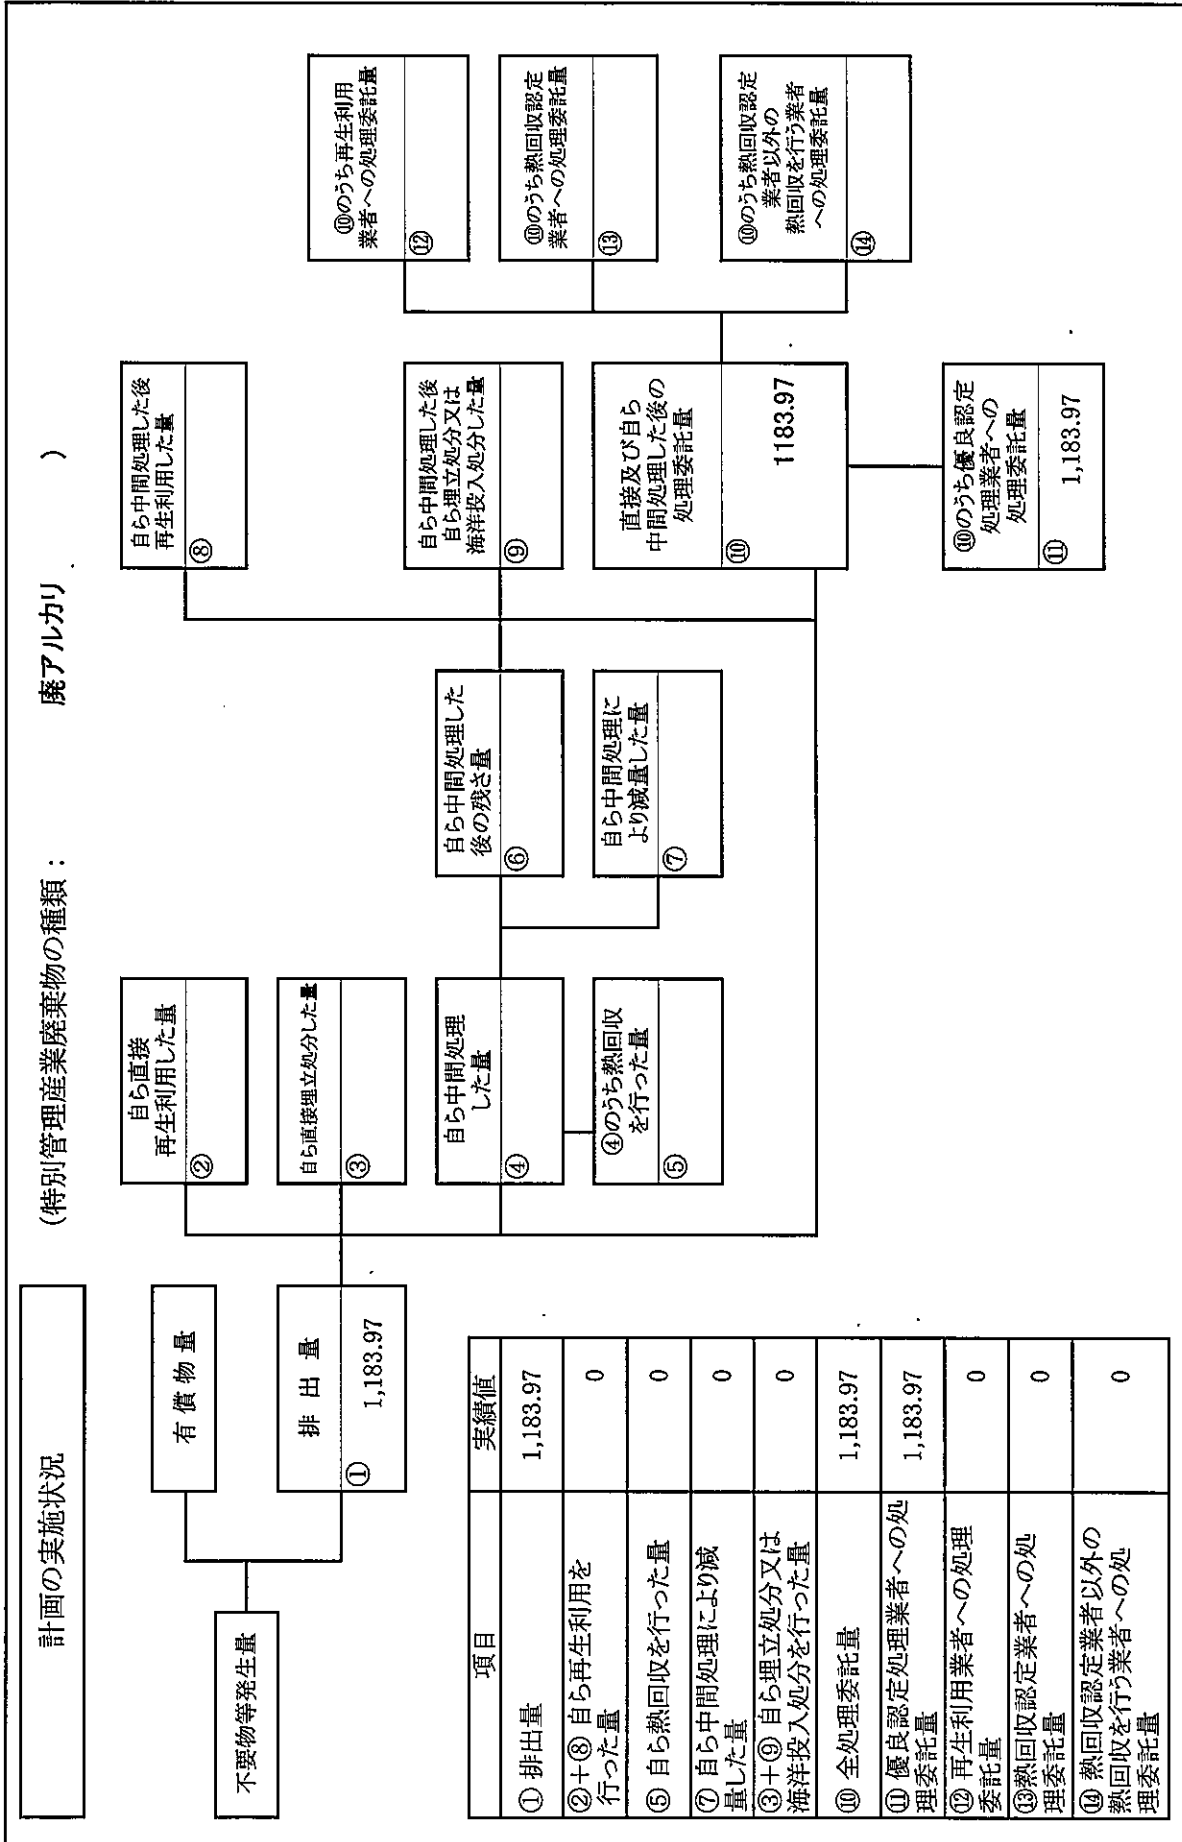 計画の実施状況
(特別管理産業廃棄物の種類： 廃アルカリ )
不要物等発生量
有償物量
排出量
① 1,183.97
自ら直接
再生利用した量
②
自ら直接埋立処分した量
③
自ら中間処理
した量
④
④のうち熱回収
を行った量
⑤
自ら中間処理した
後の残さ量
⑥
自ら中間処理に
より減量した量
⑦
自ら中間処理した後
再生利用した量
⑧
自ら中間処理した後
自ら埋立処分又は
海洋投入処分した量
⑨
直接及び自ら
中間処理した後の
処理委託量
⑩ 1183.97
⑩のうち優良認定
処理業者への
処理委託量
⑪ 1,183.97
⑩のうち再生利用
業者への処理委託量
⑫
⑩のうち熱回収認定
業者への処理委託量
⑬
⑩のうち熱回収認定
業者以外の
熱回収を行う業者
への処理委託量
⑭
項目 実績値
① 排出量 1,183.97
②＋⑧ 自ら再生利用を
行った量 0
⑤ 自ら熱回収を行った量 0
⑦ 自ら中間処理により減
量した量 0
③＋⑨ 自ら埋立処分又は
海洋投入処分を行った量 0
⑩ 全処理委託量 1,183.97
⑪ 優良認定処理業者への処
理委託量 1,183.97
⑫ 再生利用業者への処理
委託量 0
⑬熱回収認定業者への処
理委託量 0
⑭ 熱回収認定業者以外の
熱回収を行う業者への処
理委託量 0